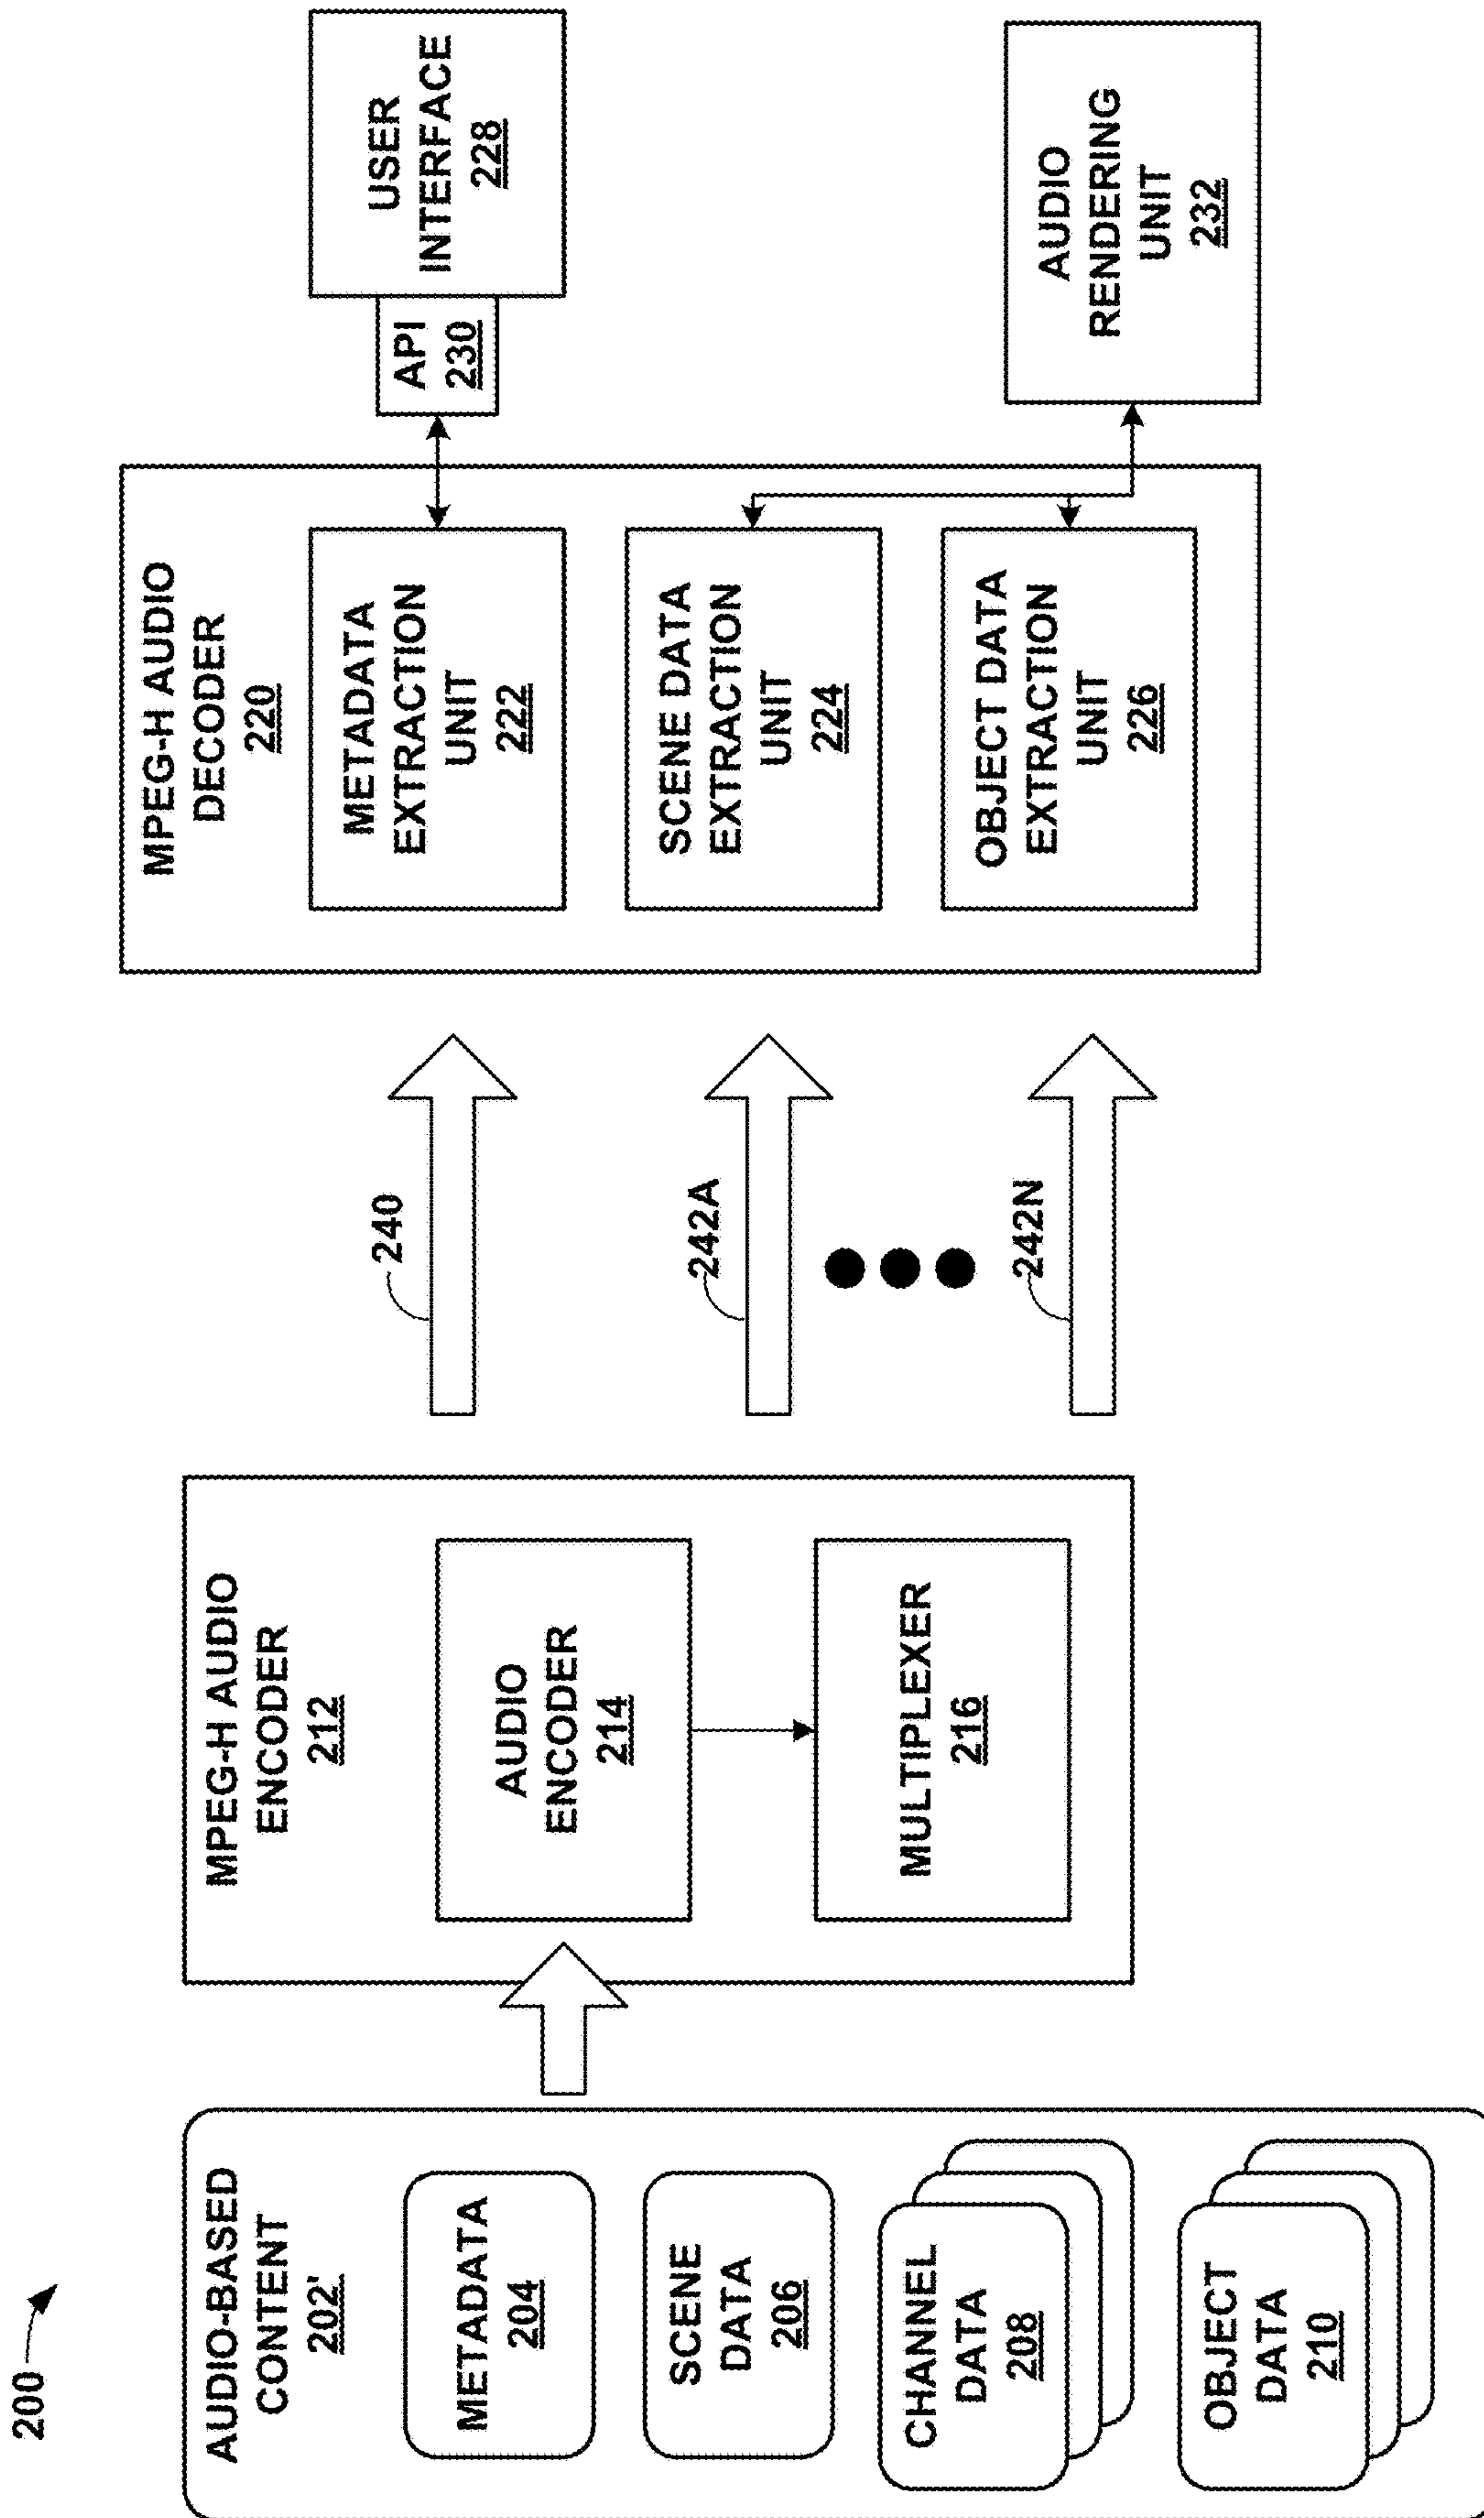 200
AUDIO-BASED
CONTENT
202'
METADATA
204
SCENE
DATA
206
CHANNEL
DATA
208
OBJECT
DATA
210
MPEG-H AUDIO
ENCODER
212
AUDIO
ENCODER
214
MULTIPLEXER
216
240
242A
242N
MPEG-H AUDIO
DECODER
220
METADATA
EXTRACTION
UNIT
222
SCENE DATA
EXTRACTION
UNIT
224
OBJECT DATA
EXTRACTION
UNIT
226
API
230
USER
INTERFACE
228
AUDIO
RENDERING
UNIT
232